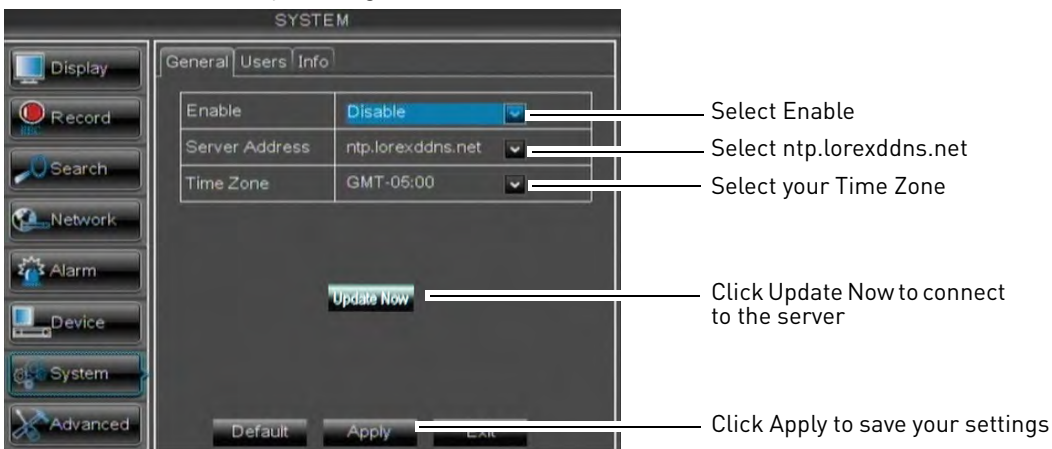 SYSTEM
Display
Record
REC
Search
Network
Alarm
Device
System
Advanced
General Users Info
Enable Disable
Server Address ntp.lorexddns.net
Time Zone GMT-05:00
Update Now
Default Apply Exit
Select Enable
Select ntp.lorexddns.net
Select your Time Zone
Click Update Now to connect
to the server
Click Apply to save your settings